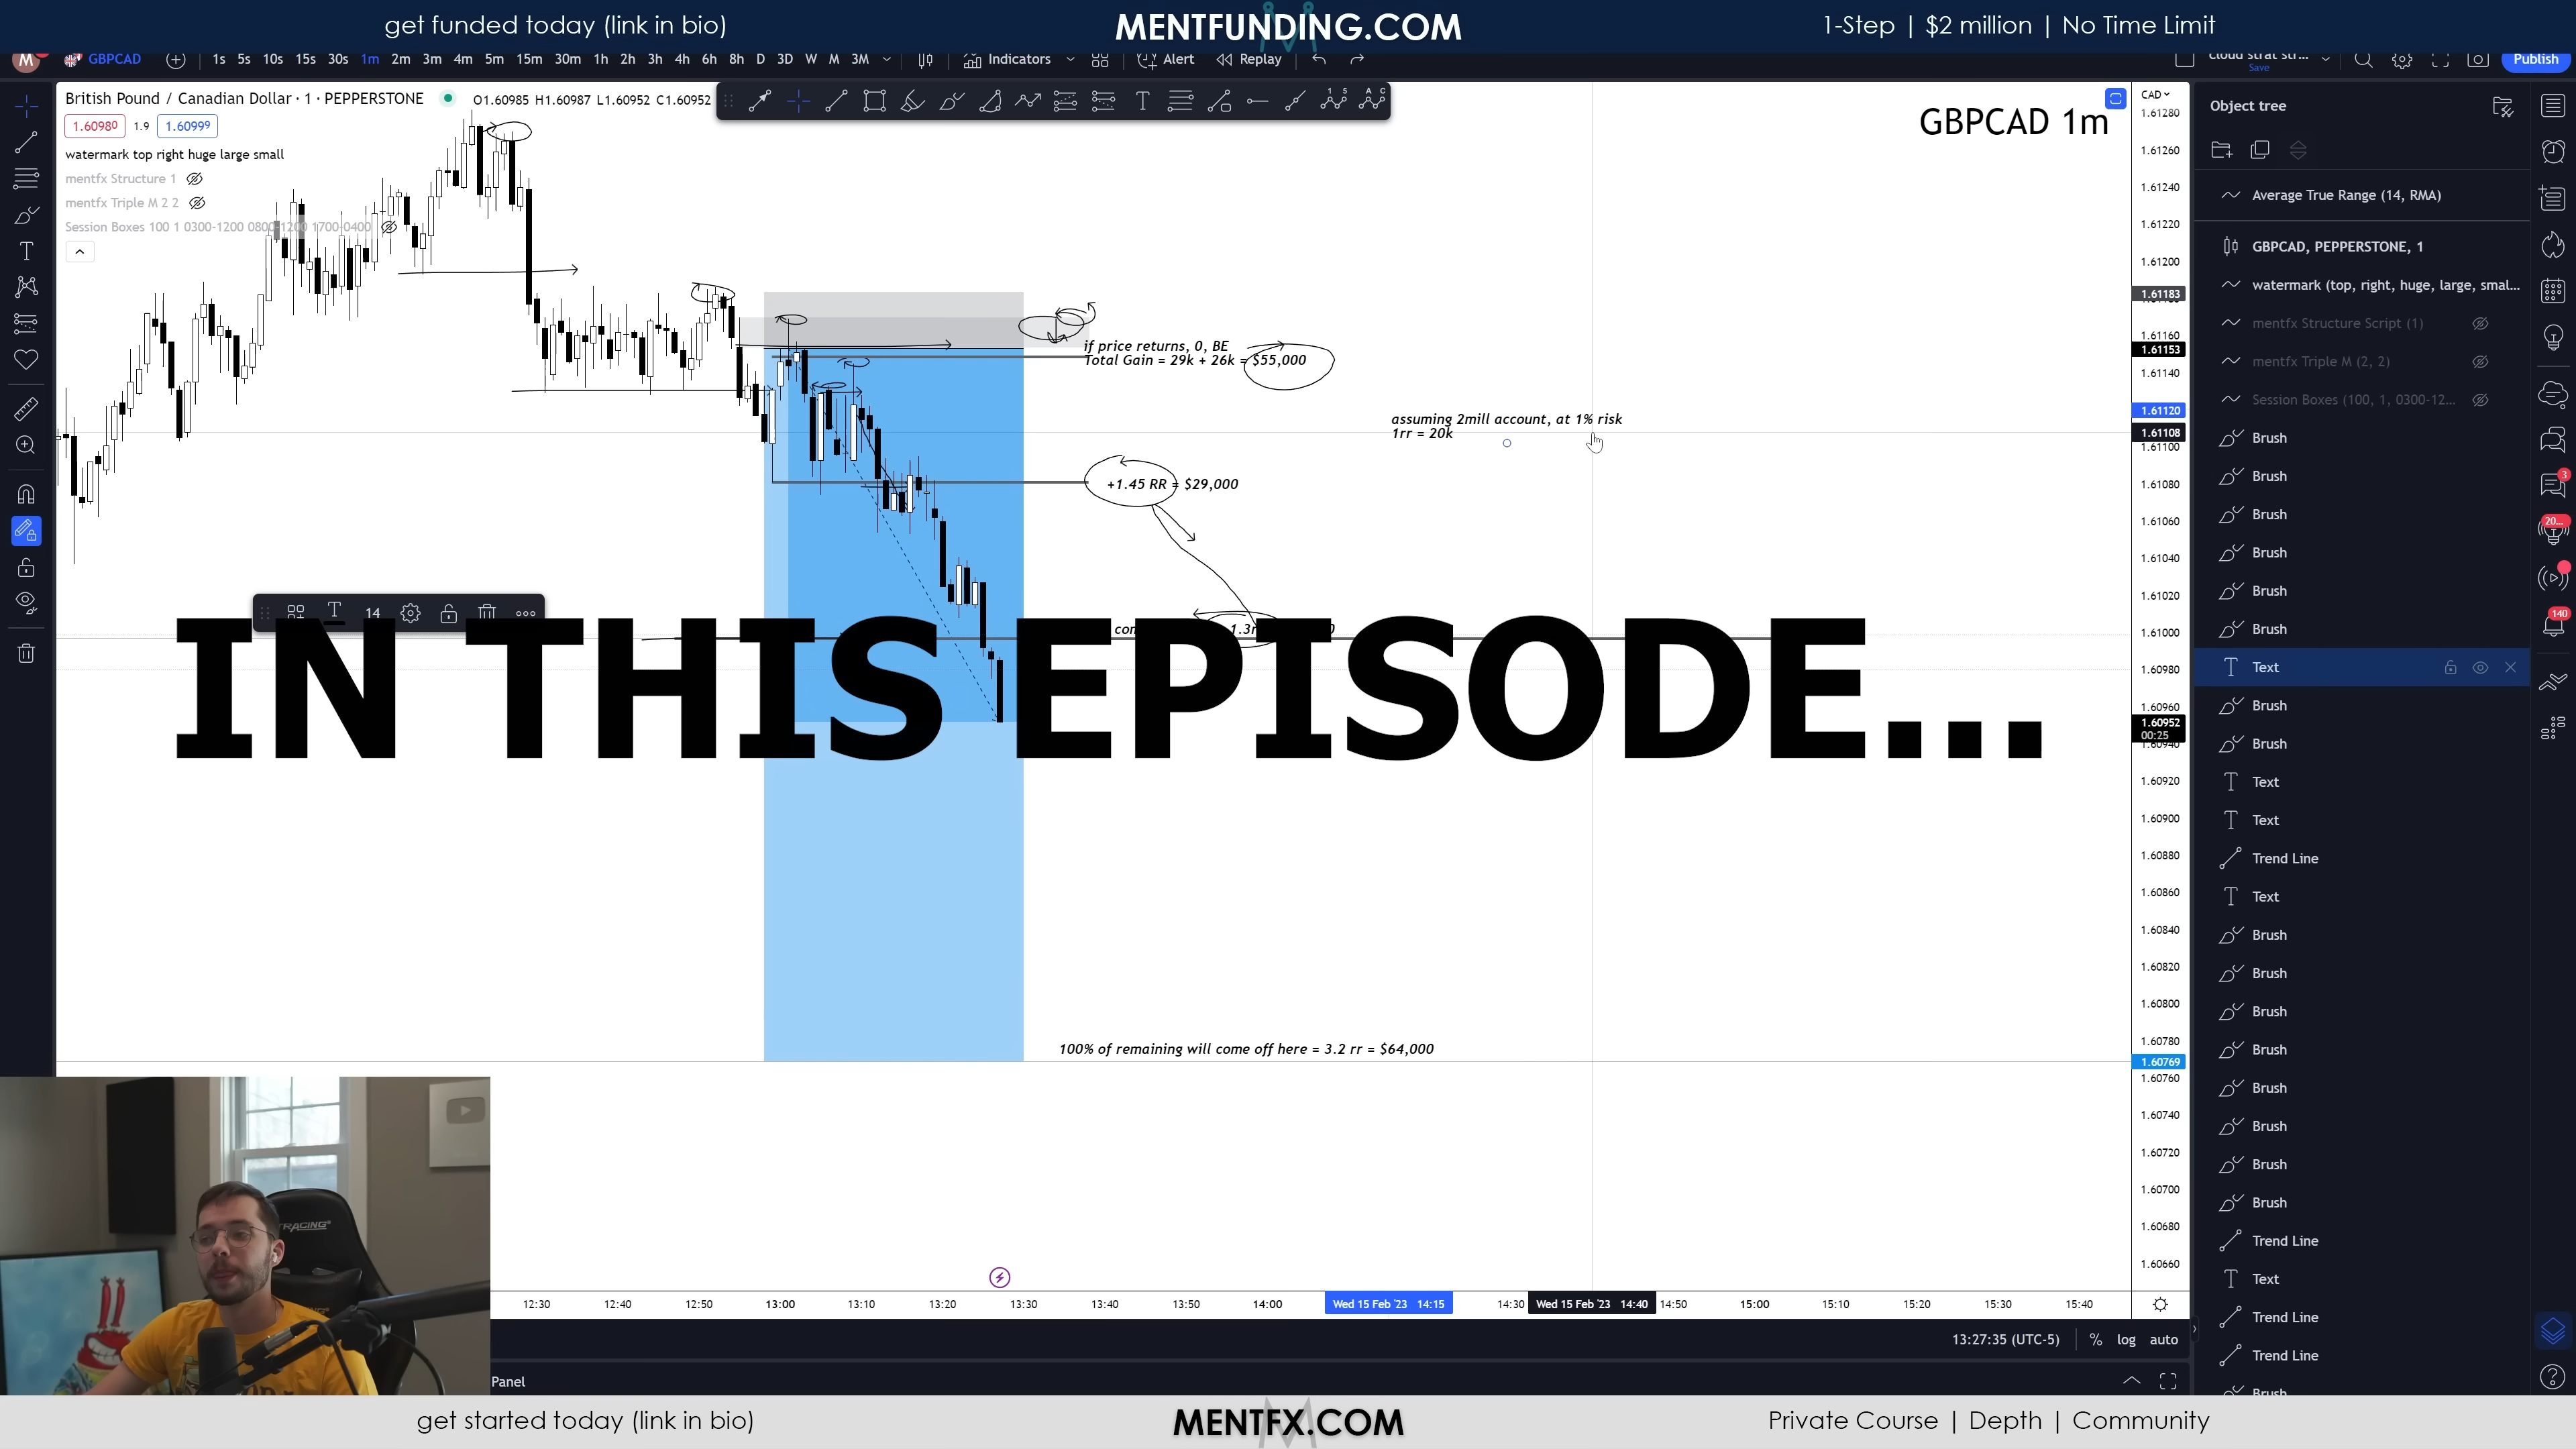 get funded today (link in bio)
MENTFUNDING.COM
1-Step | $2 million | No Time Limit
M
GBPCAD
1s 5s 10s 15s 30s 1m 2m 3m 4m 5m 15m 30m 1h 2h 3h 4h 6h 8h D 3D W M 3M
Indicators
Alert
Replay
Save
Publish
British Pound / Canadian Dollar · 1 · PEPPERSTONE
O1.60985 H1.60987 L1.60952 C1.60952
1.60980
1.9
1.60999
watermark top right huge large small
mentfx Structure 1
mentfx Triple M 2 2
Session Boxes 100 1 0300-1200 0800-1200 1700-0400
GBPCAD 1m
if price returns, 0, BE
Total Gain = 29k + 26k = $55,000
assuming 2mill account, at 1% risk
1rr = 20k
+1.45 RR = $29,000
14
IN THIS EPISODE...
100% of remaining will come off here = 3.2 rr = $64,000
CAD
1.61280
1.61260
1.61240
1.61220
1.61200
1.61183
1.61160
1.61153
1.61140
1.61120
1.61108
1.61100
1.61080
1.61060
1.61040
1.61020
1.61000
1.60980
1.60960
1.60952
00:25
1.60940
1.60920
1.60900
1.60880
1.60860
1.60840
1.60820
1.60800
1.60780
1.60769
1.60760
1.60740
1.60720
1.60700
1.60680
1.60660
Object tree
Average True Range (14, RMA)
GBPCAD, PEPPERSTONE, 1
watermark (top, right, huge, large, smal...
mentfx Structure Script (1)
mentfx Triple M (2, 2)
Session Boxes (100, 1, 0300-12...
Brush
Brush
Brush
Brush
Brush
Brush
Text
Brush
Brush
Text
Text
Trend Line
Text
Brush
Brush
Brush
Brush
Brush
Brush
Brush
Brush
Trend Line
Text
Trend Line
Trend Line
Brush
3
20...
140
12:30 12:40 12:50 13:00 13:10 13:20 13:30 13:40 13:50 14:00 Wed 15 Feb '23 14:15 14:30 Wed 15 Feb '23 14:40 14:50 15:00 15:10 15:20 15:30 15:40
13:27:35 (UTC-5)
%
log
auto
Panel
get started today (link in bio)
MENTFX.COM
Private Course | Depth | Community